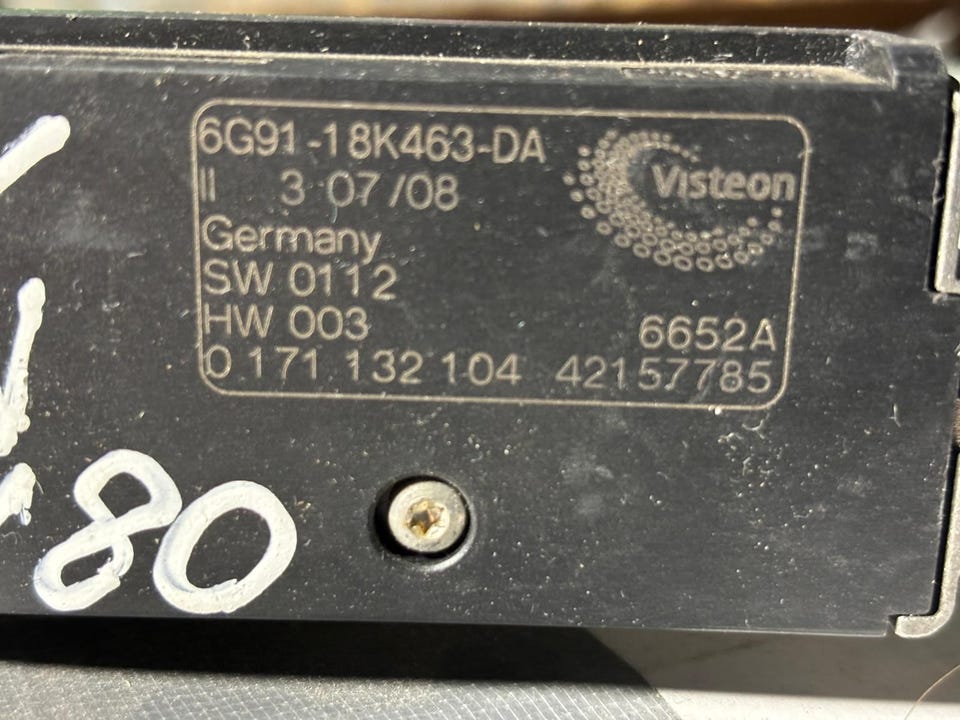 6G91-18K463-DA
Visteon
II 3 07/08
Germany
SW 0112
HW 003
6652A
0 171 132 104 42157785
80